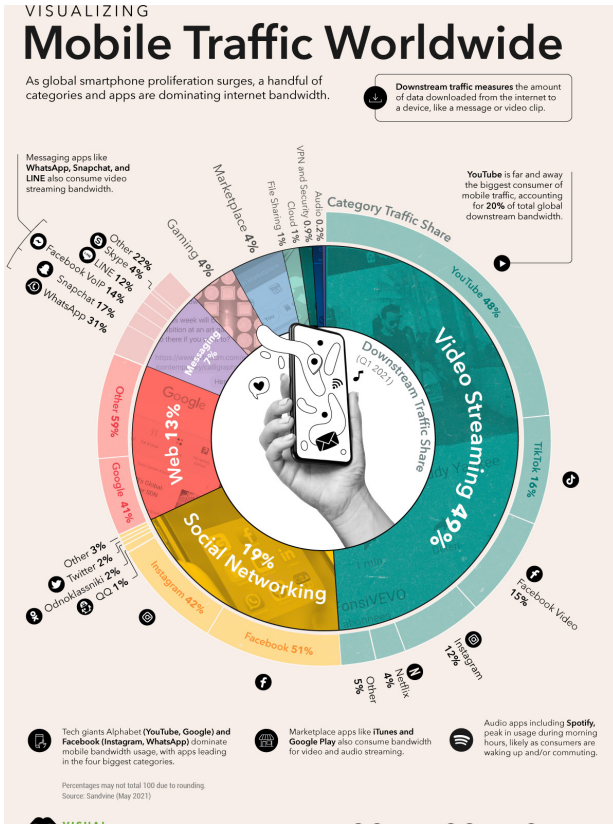 VISUALIZING
Mobile Traffic Worldwide
As global smartphone proliferation surges, a handful of
categories and apps are dominating internet bandwidth.
Downstream traffic measures the amount
of data downloaded from the internet to
a device, like a message or video clip.
Messaging apps like
WhatsApp, Snapchat, and
LINE also consume video
streaming bandwidth.
YouTube is far and away
the biggest consumer of
mobile traffic, accounting
for 20% of total global
downstream bandwidth.
Category Traffic Share
Downstream Traffic Share
(Q1 2021)
Video Streaming 49%
YouTube 48%
TikTok 16%
Facebook Video
15%
Instagram
12%
Netflix
4%
Other
5%
Social Networking
19%
Facebook 51%
Instagram 42%
QQ 1%
Odnoklassniki 2%
Twitter 2%
Other 3%
Web 13%
Google 41%
Other 59%
Google
Messaging
7%
WhatsApp 31%
Snapchat 17%
Facebook VoIP 14%
LINE 12%
Skype 4%
Other 22%
Gaming 4%
Marketplace 4%
File Sharing 1%
Cloud 1%
VPN and Security 0.9%
Audio 0.2%
Tech giants Alphabet (YouTube, Google) and
Facebook (Instagram, WhatsApp) dominate
mobile bandwidth usage, with apps leading
in the four biggest categories.
Marketplace apps like iTunes and
Google Play also consume bandwidth
for video and audio streaming.
Audio apps including Spotify,
peak in usage during morning
hours, likely as consumers are
waking up and/or commuting.
Percentages may not total 100 due to rounding.
Source: Sandvine (May 2021)